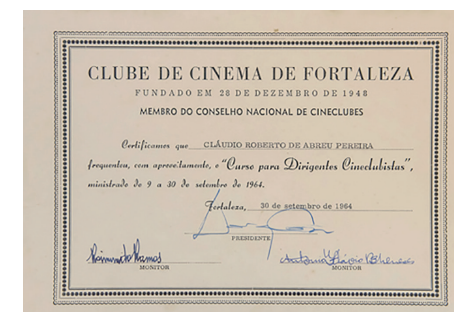 CLUBE DE CINEMA DE FORTALEZA
FUNDADO EM 28 DE DEZEMBRO DE 1948
MEMBRO DO CONSELHO NACIONAL DE CINECLUBES
Certificamos que CLÁUDIO ROBERTO DE ABREU PEREIRA
frequentou, com aproveitamento, o "Curso para Dirigentes Cineclubistas",
ministrado de 9 a 30 de setembro de 1964.
Fortaleza, 30 de setembro de 1964
PRESIDENTE
Raimundo Ramos
MONITOR
MONITOR